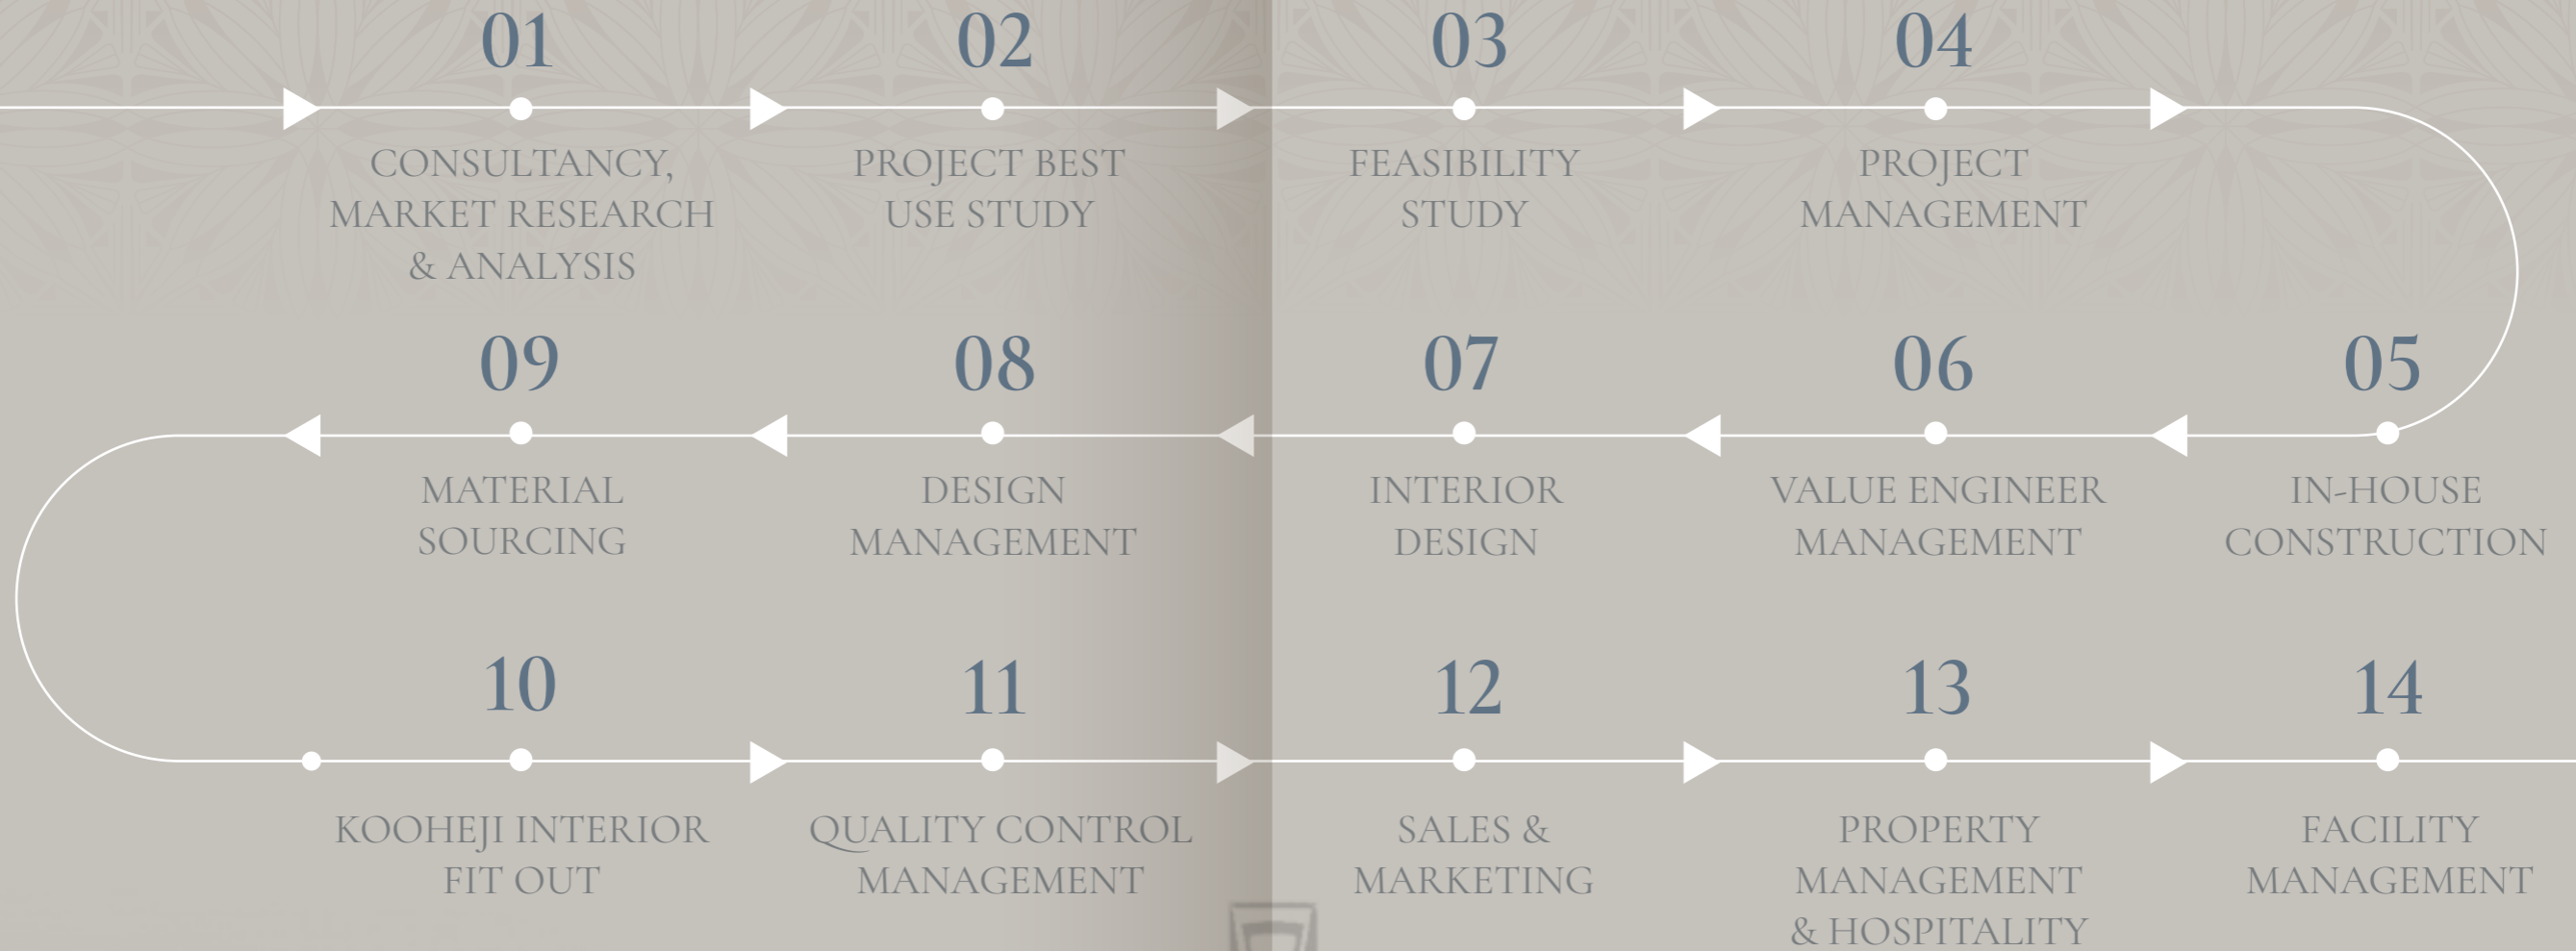 01
CONSULTANCY,
MARKET RESEARCH
& ANALYSIS
02
PROJECT BEST
USE STUDY
03
FEASIBILITY
STUDY
04
PROJECT
MANAGEMENT
05
IN-HOUSE
CONSTRUCTION
06
VALUE ENGINEER
MANAGEMENT
07
INTERIOR
DESIGN
08
DESIGN
MANAGEMENT
09
MATERIAL
SOURCING
10
KOOHEJI INTERIOR
FIT OUT
11
QUALITY CONTROL
MANAGEMENT
12
SALES &
MARKETING
13
PROPERTY
MANAGEMENT
& HOSPITALITY
14
FACILITY
MANAGEMENT